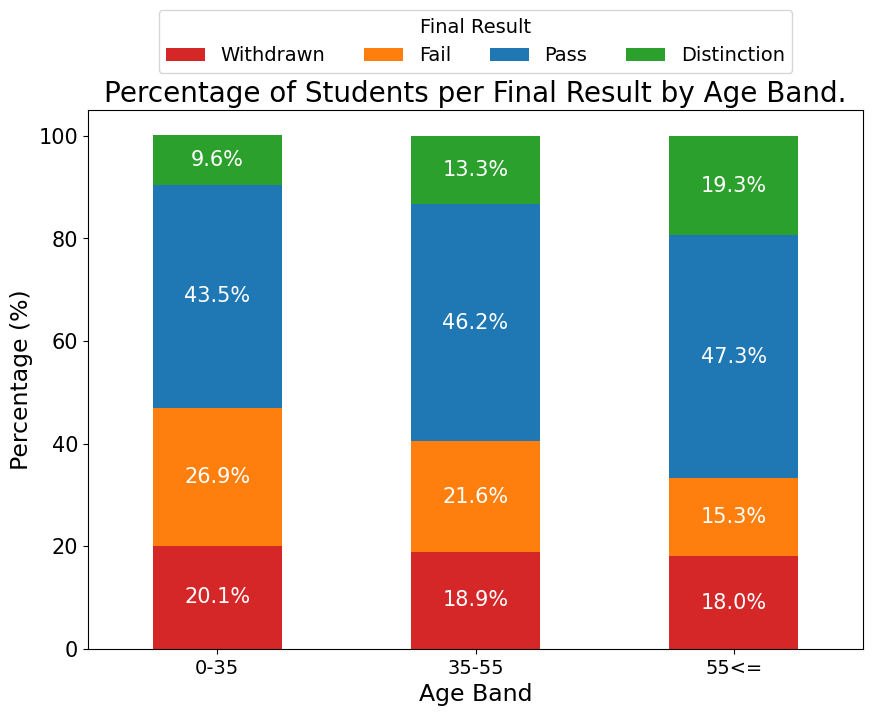 Final Result
Withdrawn Fail Pass Distinction
Percentage of Students per Final Result by Age Band.
Percentage (%)
100
80
60
40
20
0
9.6% 13.3% 19.3%
43.5% 46.2% 47.3%
26.9% 21.6% 15.3%
20.1% 18.9% 18.0%
0-35 35-55 55<=
Age Band